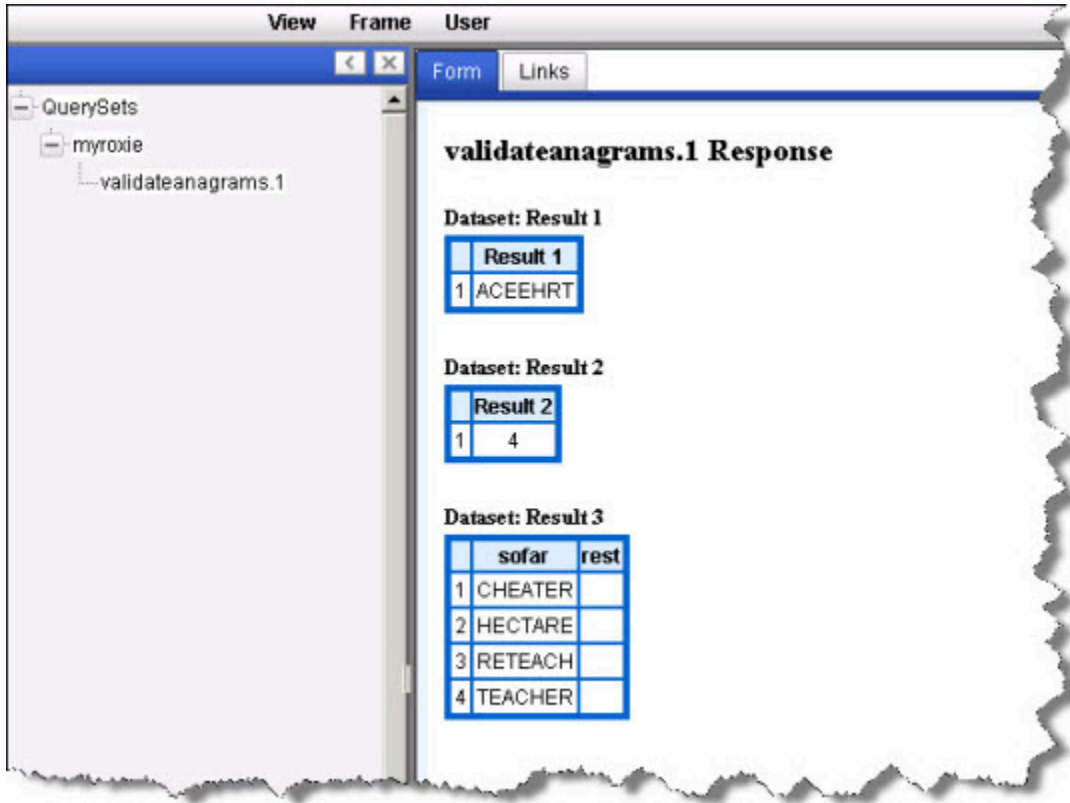 View Frame User
Form Links
QuerySets
myroxie
validateanagrams.1
validateanagrams.1 Response
Dataset: Result 1
Result 1
1 ACEEHRT
Dataset: Result 2
Result 2
1 4
Dataset: Result 3
sofar rest
1 CHEATER
2 HECTARE
3 RETEACH
4 TEACHER